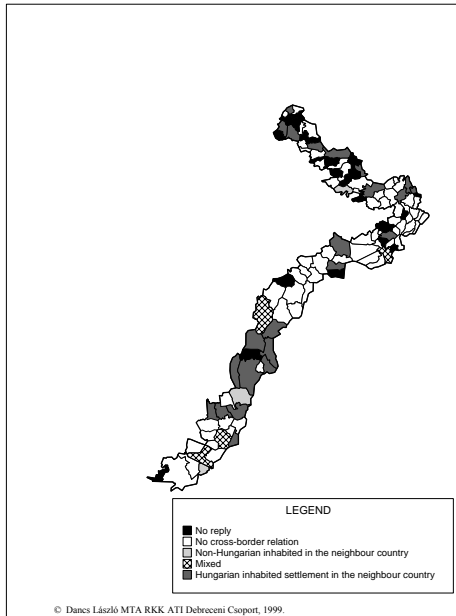 LEGEND
No reply
No cross-border relation
Non-Hungarian inhabited in the neighbour country
Mixed
Hungarian inhabited settlement in the neighbour country
© Dancs László MTA RKK ATI Debreceni Csoport, 1999.